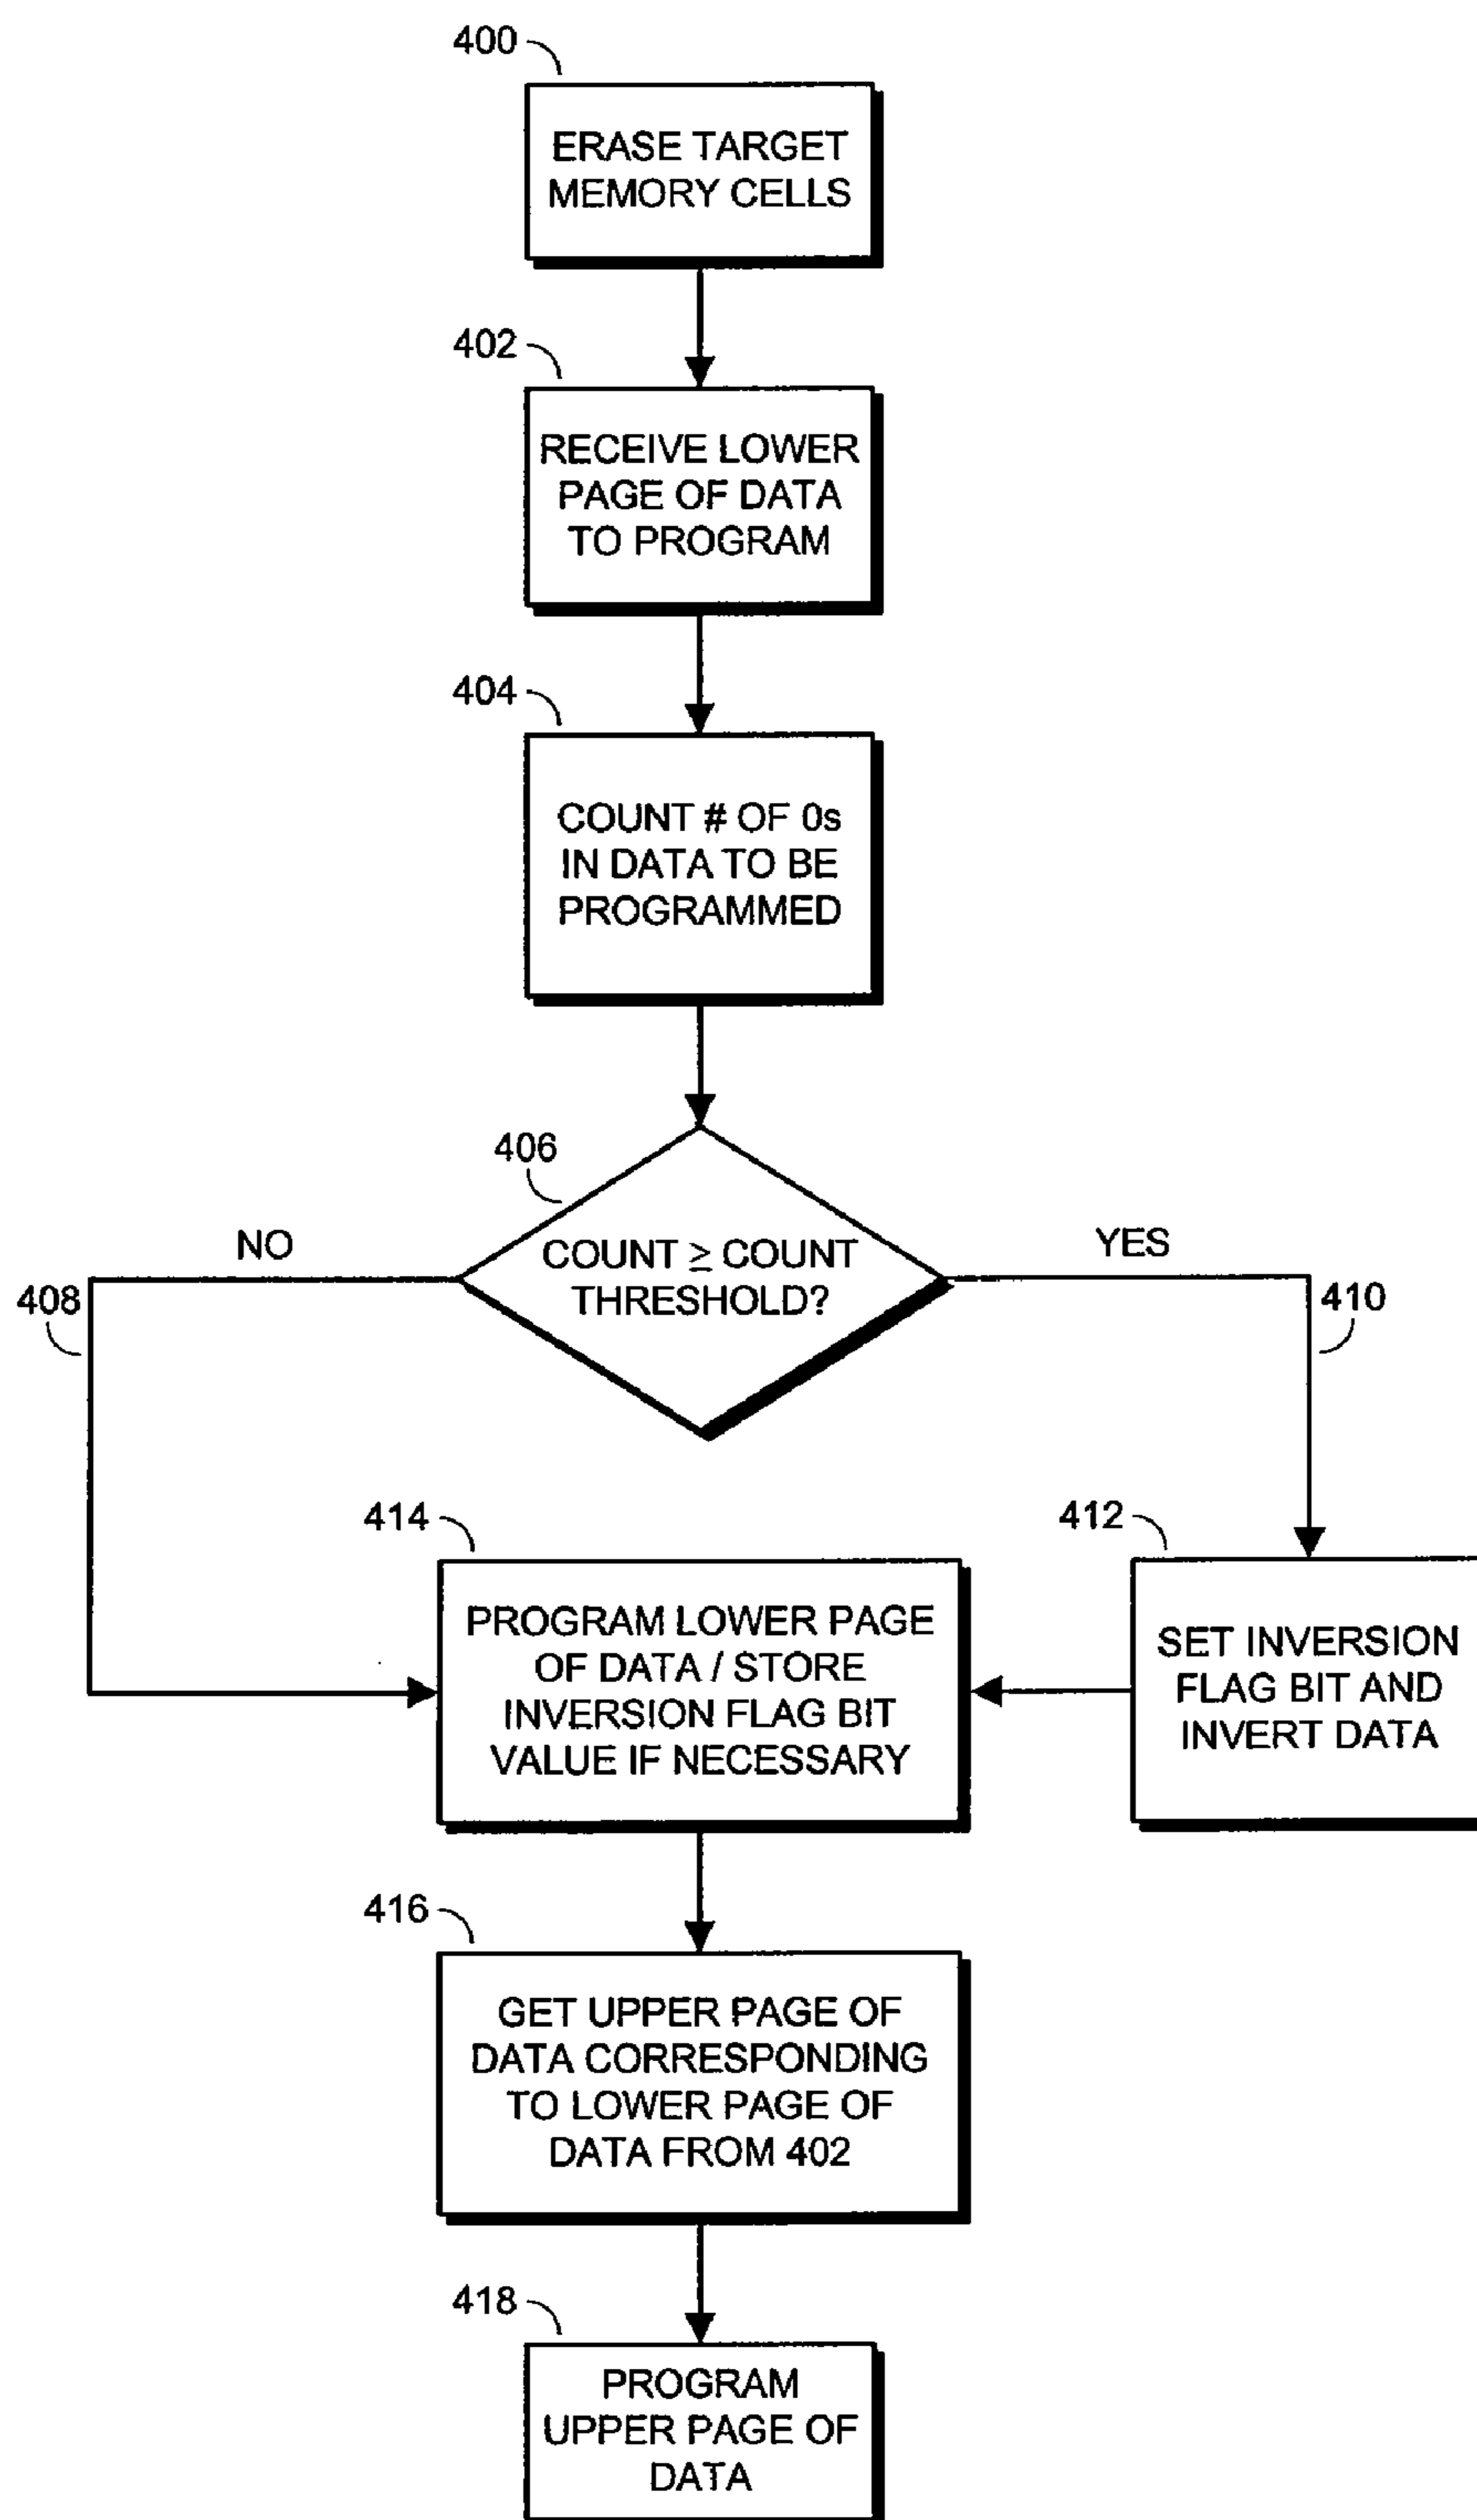 400
ERASE TARGET
MEMORY CELLS
402
RECEIVE LOWER
PAGE OF DATA
TO PROGRAM
404
COUNT # OF 0s
IN DATA TO BE
PROGRAMMED
406
NO
YES
COUNT ≥ COUNT
THRESHOLD?
408
410
414
412
PROGRAM LOWER PAGE
OF DATA / STORE
INVERSION FLAG BIT
VALUE IF NECESSARY
SET INVERSION
FLAG BIT AND
INVERT DATA
416
GET UPPER PAGE OF
DATA CORRESPONDING
TO LOWER PAGE OF
DATA FROM 402
418
PROGRAM
UPPER PAGE OF
DATA